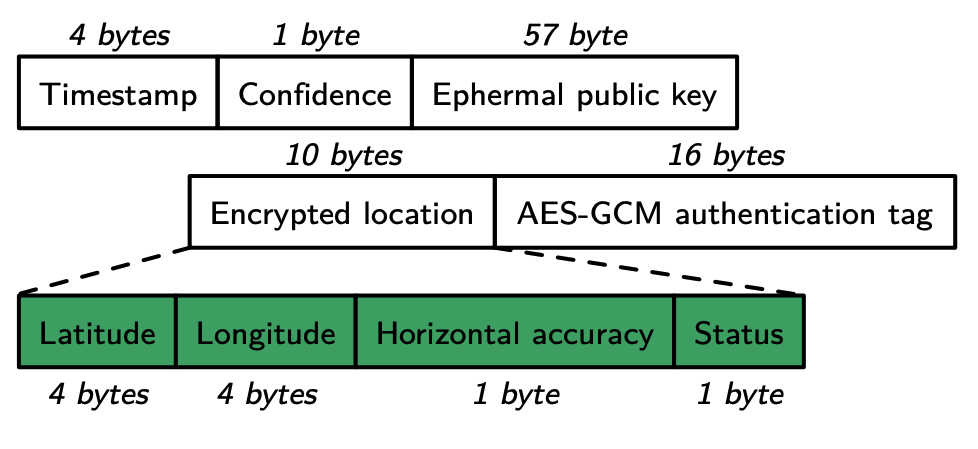 4 bytes 1 byte 57 byte
Timestamp Confidence Ephermal public key
10 bytes 16 bytes
Encrypted location AES-GCM authentication tag
Latitude Longitude Horizontal accuracy Status
4 bytes 4 bytes 1 byte 1 byte